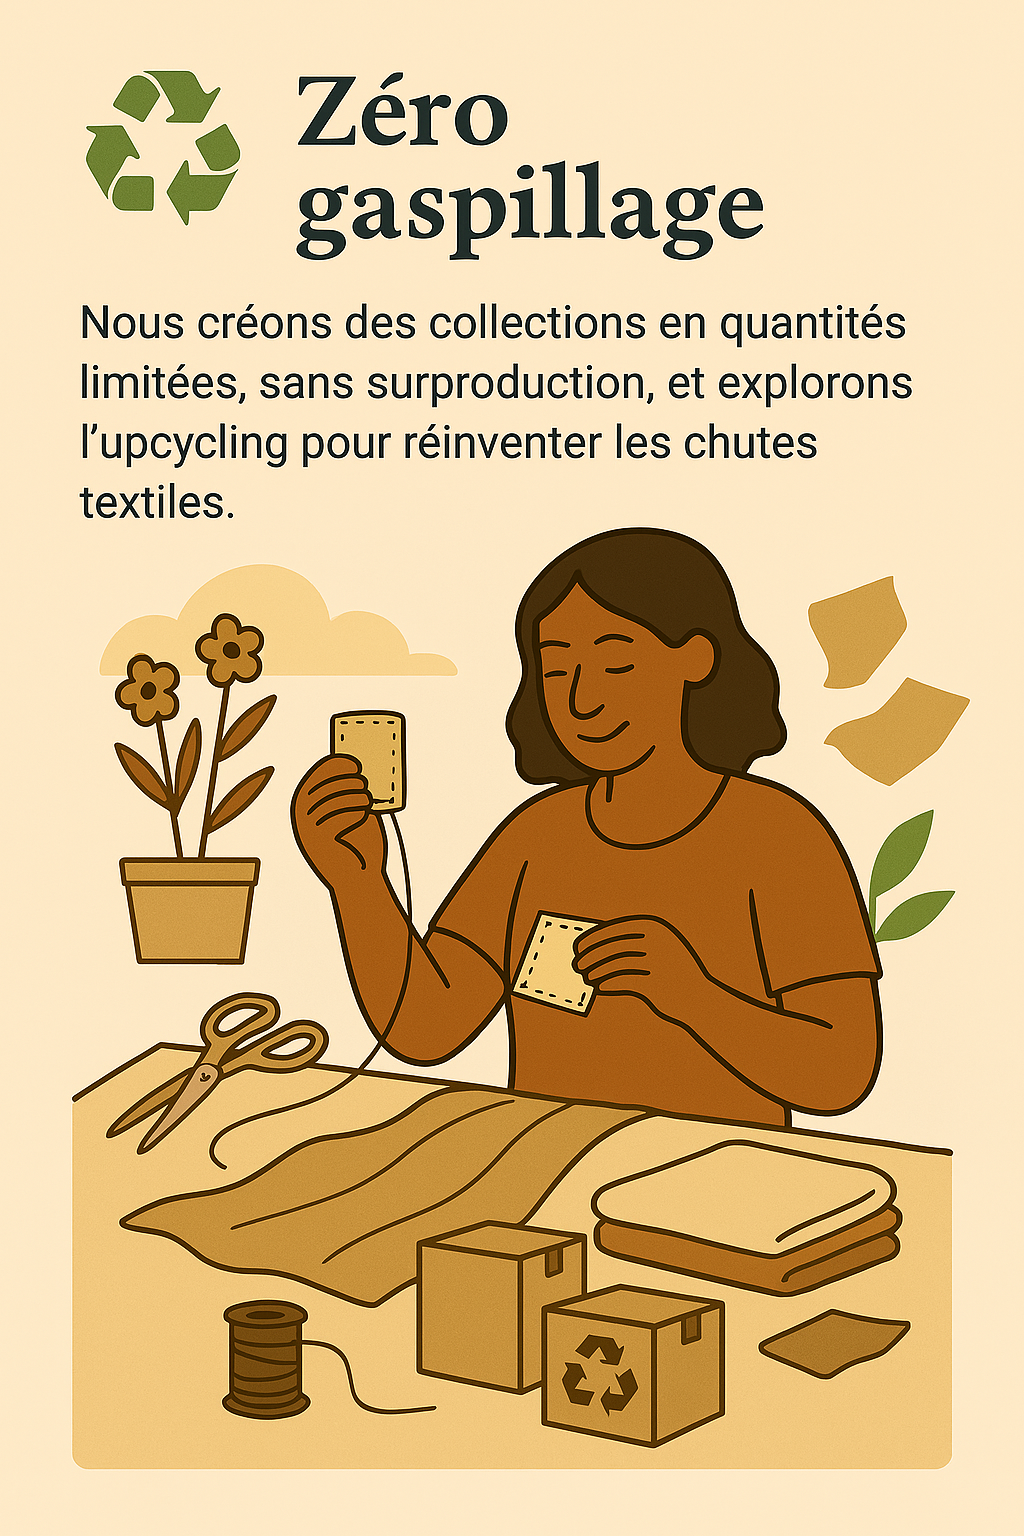 Zéro
gaspillage
Nous créons des collections en quantités
limitées, sans surproduction, et explorons
l’upcycling pour réinventer les chutes
textiles.